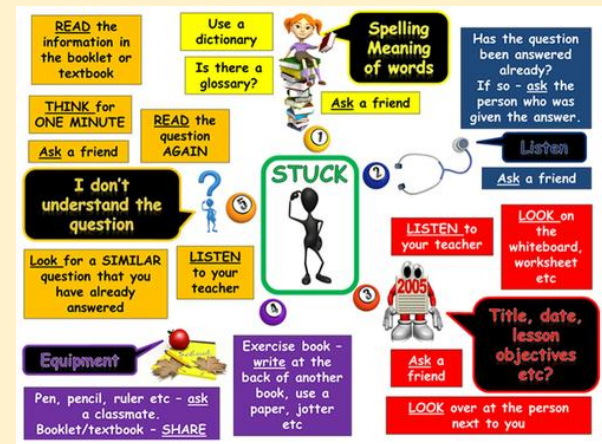 READ the
information in
the booklet or
textbook
THINK for
ONE MINUTE
Ask a friend
READ the
question
AGAIN
I don't
understand the
question
Look for a SIMILAR
question that you
have already
answered
LISTEN
to your
teacher
5
Use a
dictionary
Is there a
glossary?
Spelling
Meaning
of words
Ask a friend
1
STUCK
Has the question
been answered
already?
If so - ask the
person who was
given the answer.
Listen
Ask a friend
2
LISTEN to
your teacher
LOOK on
the
whiteboard,
worksheet
etc
3
2005
Title, date,
lesson
objectives
etc?
Ask a
friend
LOOK over at the person
next to you
4
Equipment
Pen, pencil, ruler etc - ask
a classmate.
Booklet/textbook - SHARE
Exercise book -
write at the
back of another
book, use a
paper, jotter
etc